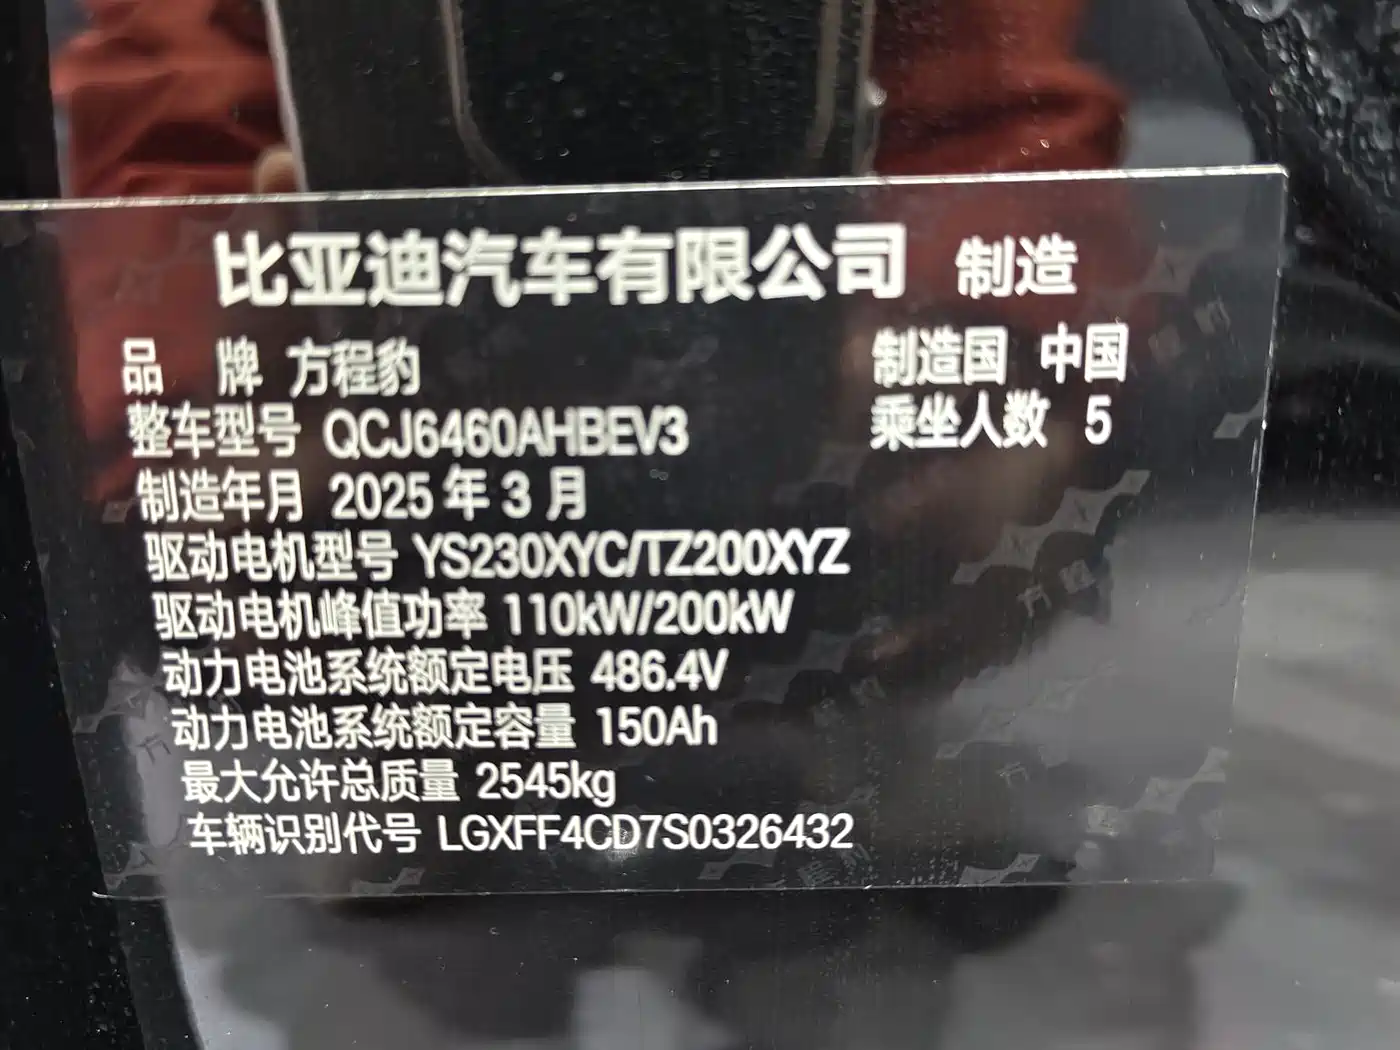 比亚迪汽车有限公司 制造
品 牌 方程豹 制造国 中国
整车型号 QCJ6460AHBEV3 乘坐人数 5
制造年月 2025 年 3 月
驱动电机型号 YS230XYC/TZ200XYZ
驱动电机峰值功率 110kW/200kW
动力电池系统额定电压 486.4V
动力电池系统额定容量 150Ah
最大允许总质量 2545kg
车辆识别代号 LGXFF4CD7S0326432